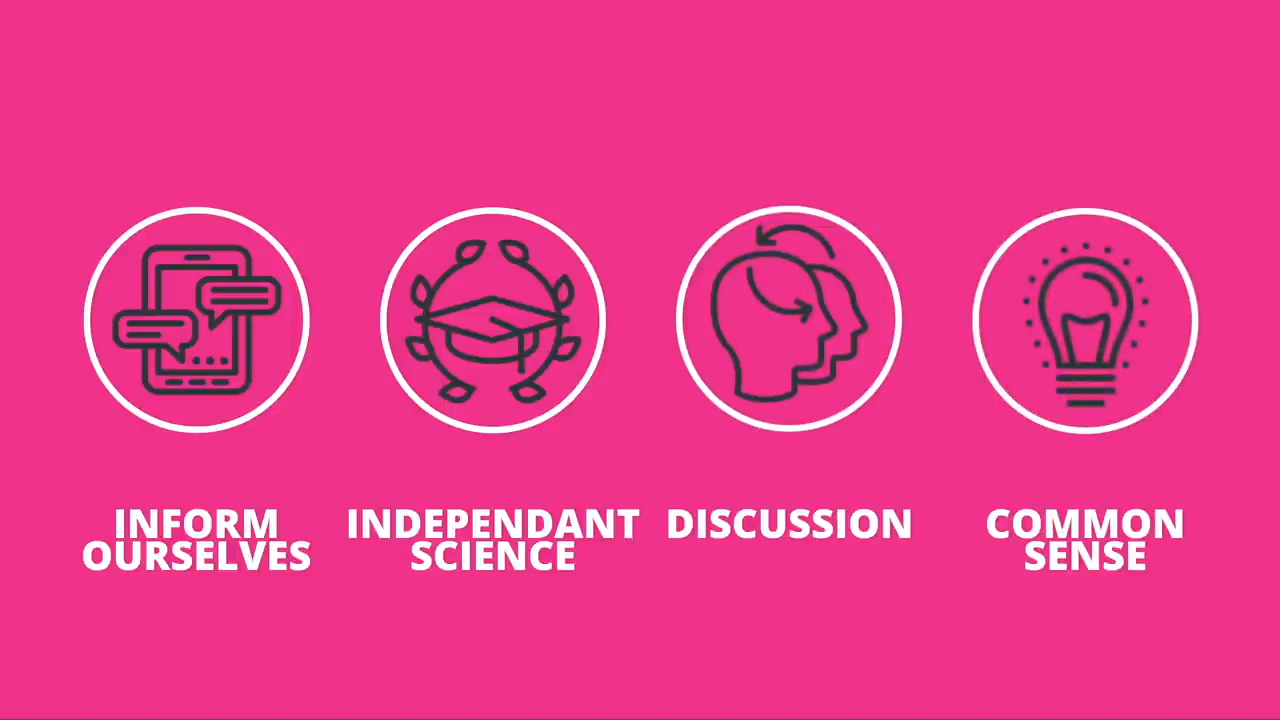 INFORM
OURSELVES
INDEPENDANT
SCIENCE
DISCUSSION
COMMON
SENSE